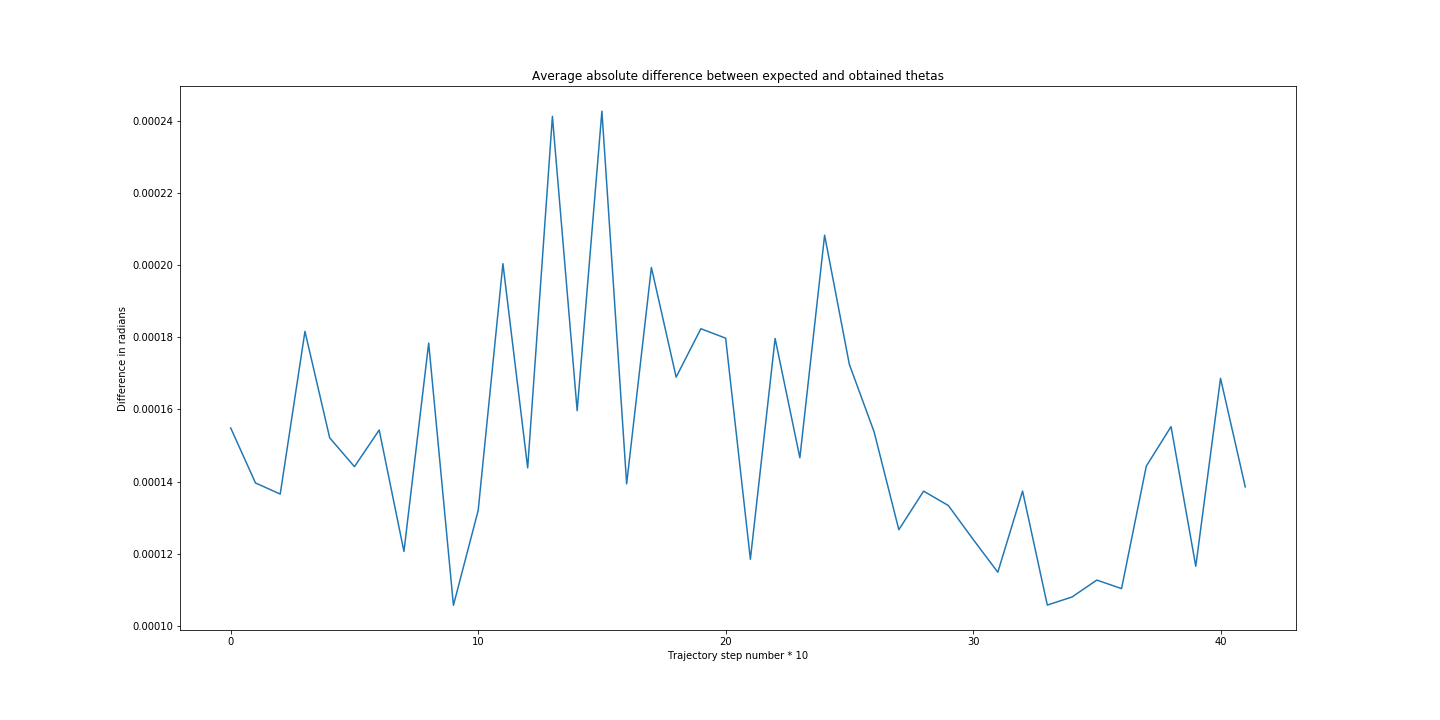 Average absolute difference between expected and obtained thetas
Difference in radians
0.00024
0.00022
0.00020
0.00018
0.00016
0.00014
0.00012
0.00010
0 10 20 30 40
Trajectory step number * 10